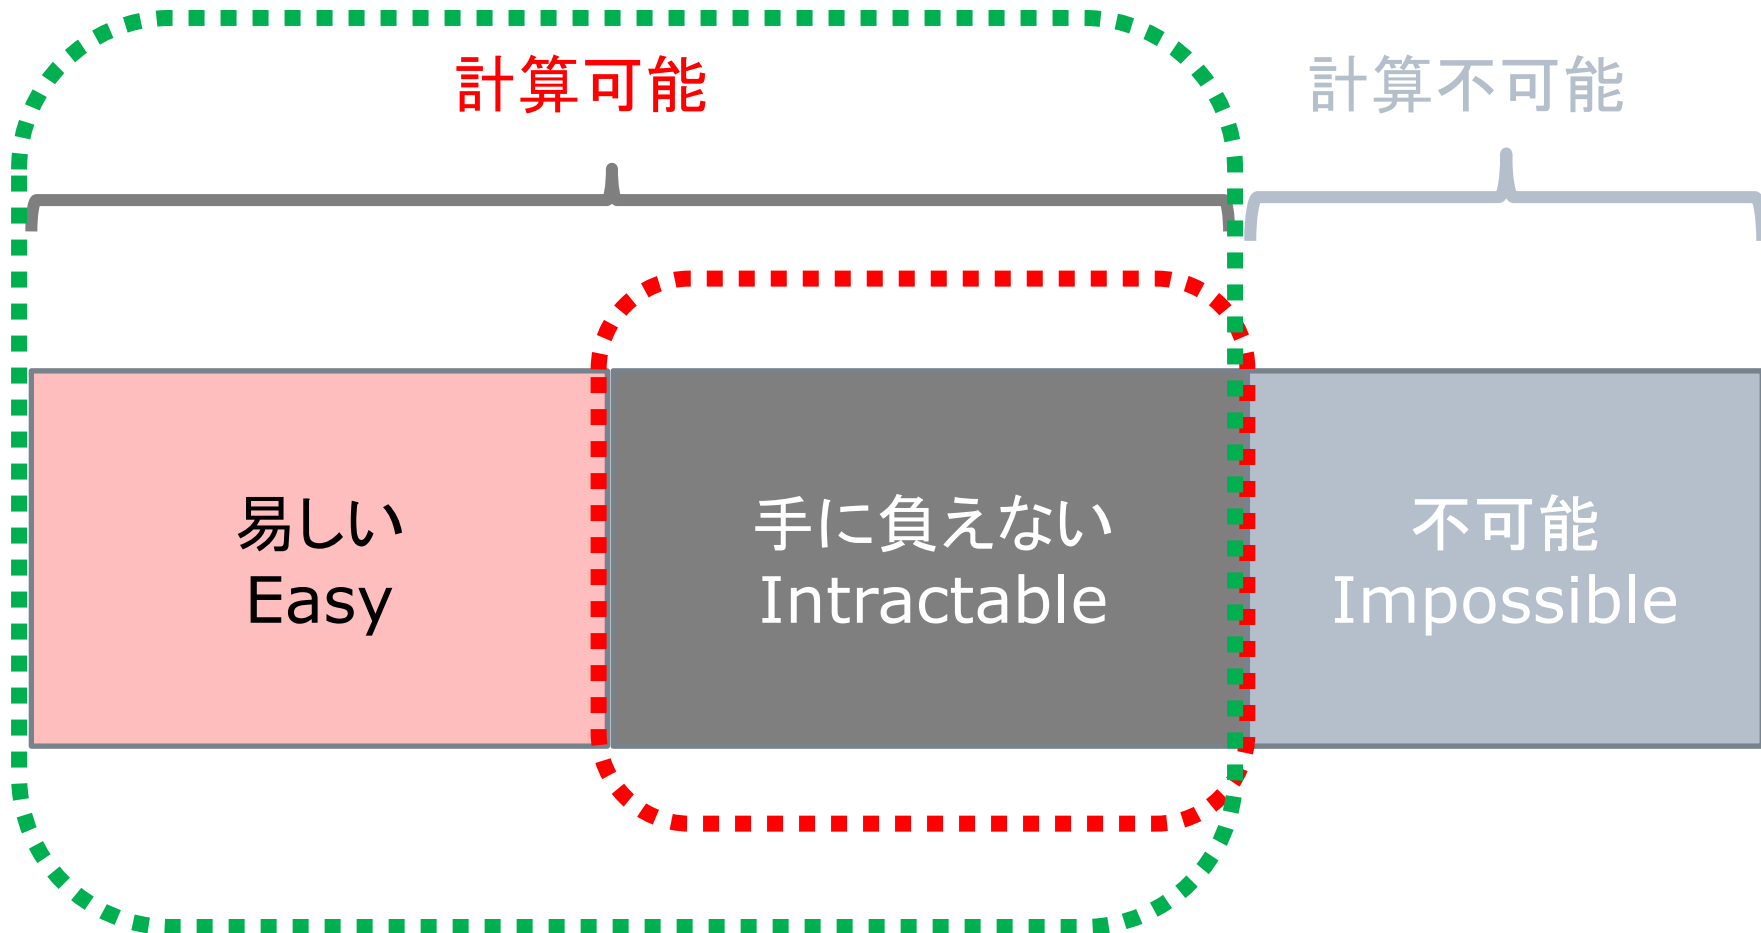 計算可能
計算不可能
易しい
Easy
手に負えない
Intractable
不可能
Impossible